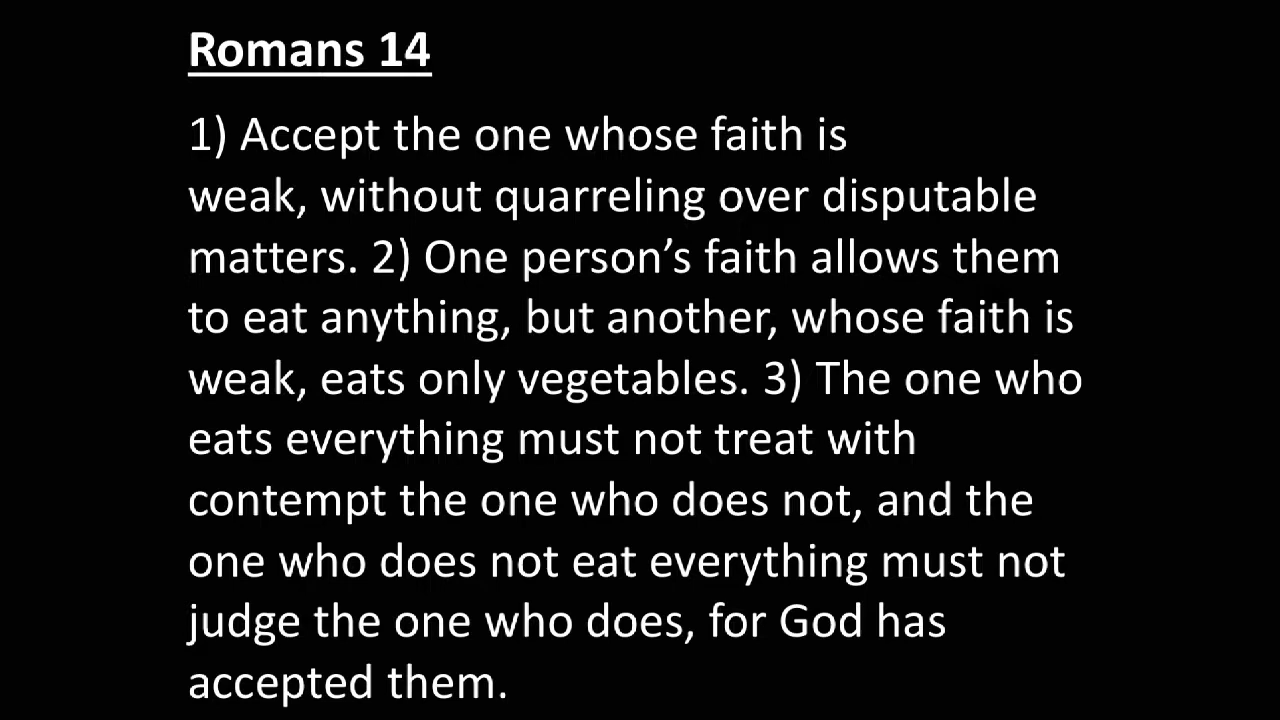 Romans 14
1) Accept the one whose faith is
weak, without quarreling over disputable
matters. 2) One person’s faith allows them
to eat anything, but another, whose faith is
weak, eats only vegetables. 3) The one who
eats everything must not treat with
contempt the one who does not, and the
one who does not eat everything must not
judge the one who does, for God has
accepted them.